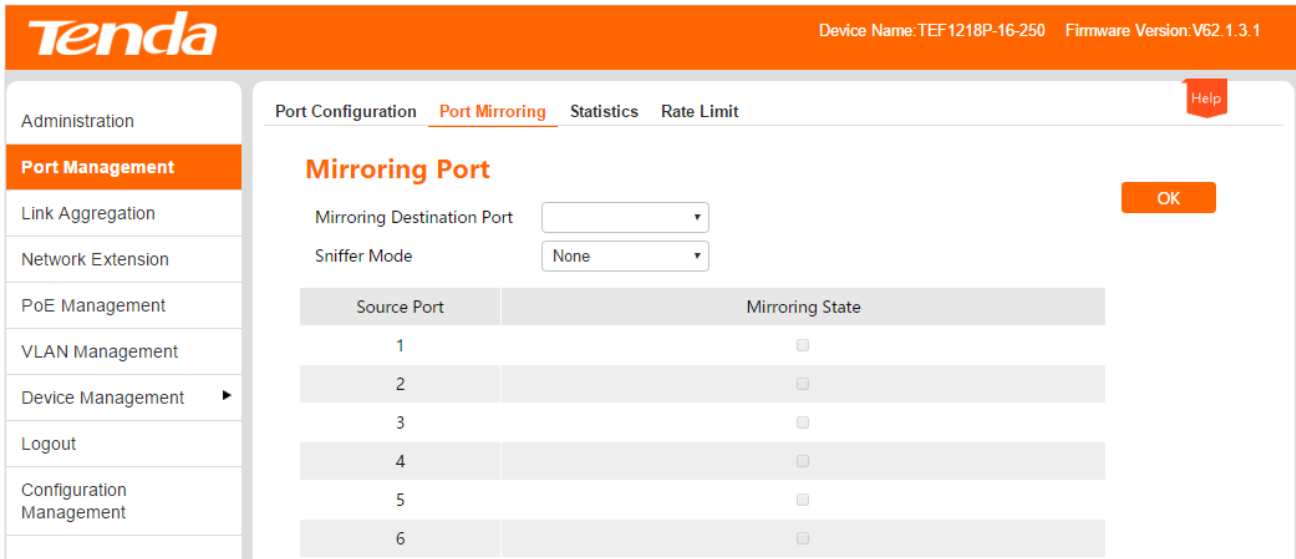 Tenda
Device Name:TEF1218P-16-250 Firmware Version:V62.1.3.1
Administration
Port Management
Link Aggregation
Network Extension
PoE Management
VLAN Management
Device Management
Logout
Configuration
Management
Port Configuration Port Mirroring Statistics Rate Limit
Help
Mirroring Port
OK
Mirroring Destination Port
Sniffer Mode None
Source Port Mirroring State
1
2
3
4
5
6